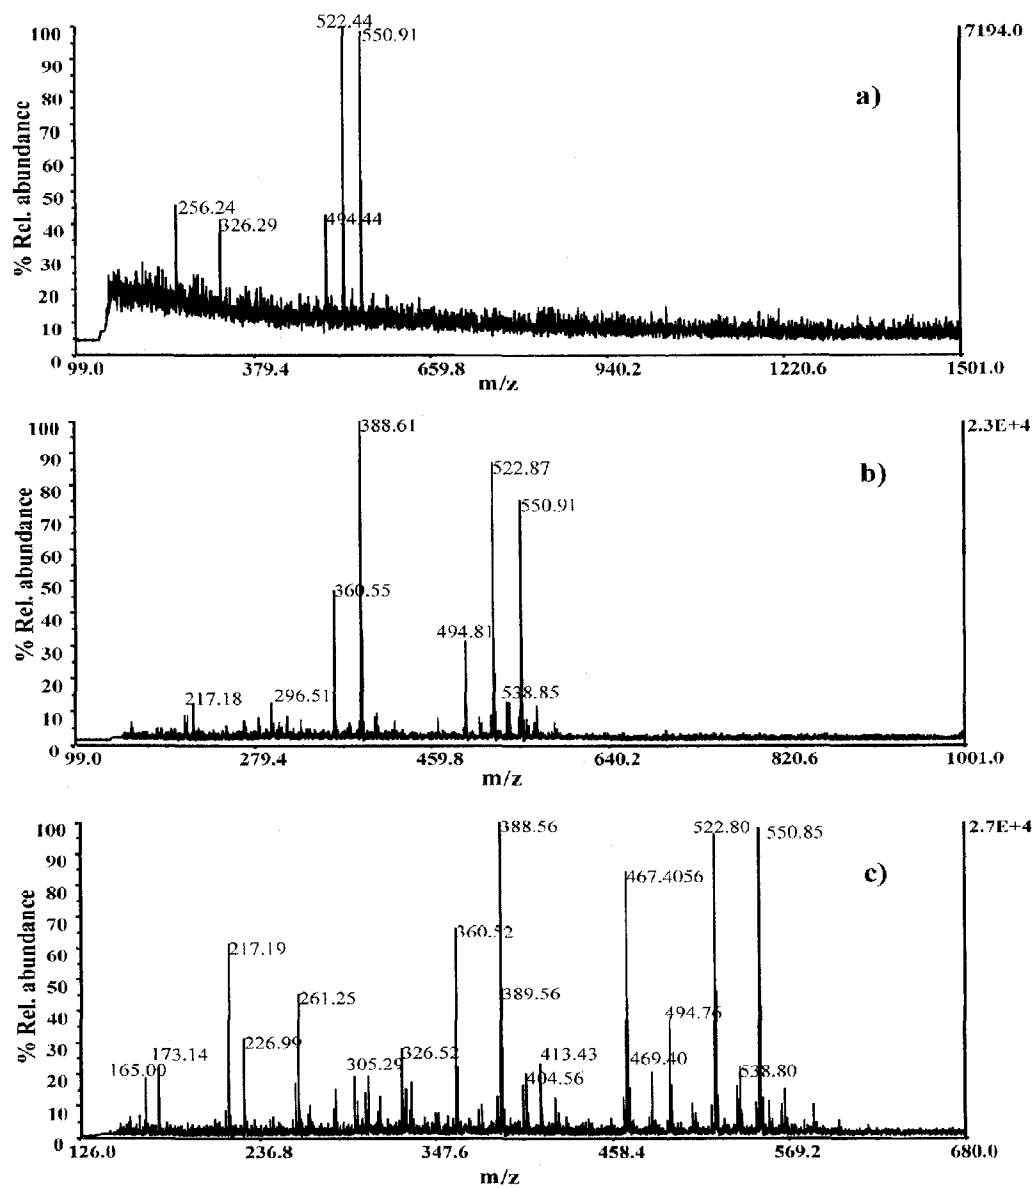 522.44
100
550.91
7194.0
90
a)
80
70
60
50
256.24
494.44
40
326.29
30
20
10
0
99.0 379.4 659.8 940.2 1220.6 1501.0
% Rel. abundance
m/z
100
388.61
2.3E+4
90
522.87
b)
80
550.91
70
60
50
360.55
40
494.81
30
20
217.18 296.51 538.85
10
0
99.0 279.4 459.8 640.2 820.6 1001.0
% Rel. abundance
m/z
100
388.56 522.80 550.85
2.7E+4
90
467.4056
c)
80
70
360.52
60
217.19
50
261.25 389.56
40
494.76
30
226.99 326.52
173.14 305.29 413.43
20
165.00 404.56 469.40 538.80
10
0
126.0 236.8 347.6 458.4 569.2 680.0
% Rel. abundance
m/z